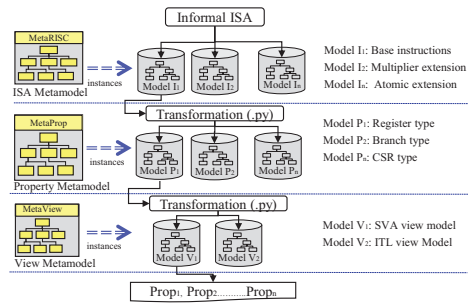 Informal ISA
MetaRISC
ISA Metamodel
instances
Model I₁
Model I₂
Model Iₙ
Model I₁: Base instructions
Model I₂: Multiplier extension
Model Iₙ: Atomic extension
Transformation (.py)
MetaProp
Property Metamodel
instances
Model P₁
Model P₂
Model Pₙ
Model P₁: Register type
Model P₂: Branch type
Model Pₙ: CSR type
Transformation (.py)
MetaView
View Metamodel
instances
Model V₁
Model V₂
Model V₁: SVA view model
Model V₂: ITL view Model
Prop₁, Prop₂..........Propₙ